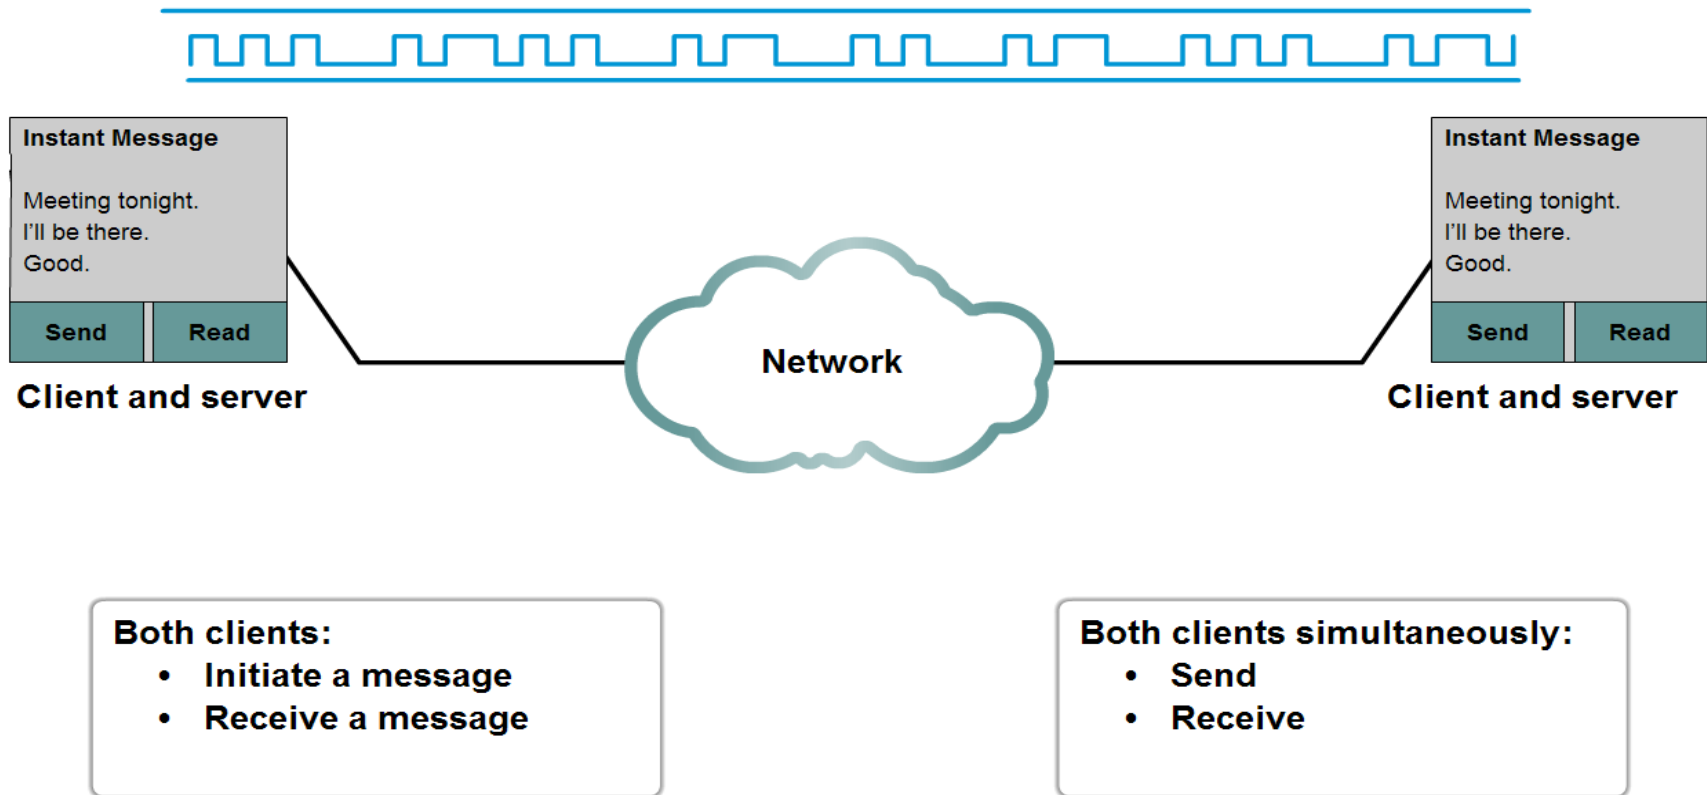 Instant Message
Meeting tonight.
I'll be there.
Good.
Send
Read
Client and server
Network
Instant Message
Meeting tonight.
I'll be there.
Good.
Send
Read
Client and server
Both clients:
• Initiate a message
• Receive a message
Both clients simultaneously:
• Send
• Receive